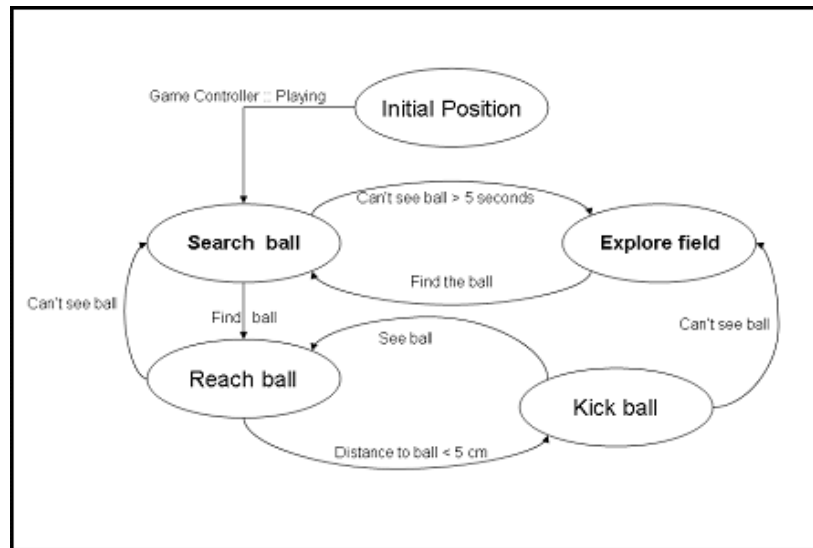 Game Controller :: Playing
Initial Position
Can't see ball > 5 seconds
Search ball
Explore field
Find the ball
Can't see ball
Find ball
See ball
Can't see ball
Reach ball
Kick ball
Distance to ball < 5 cm